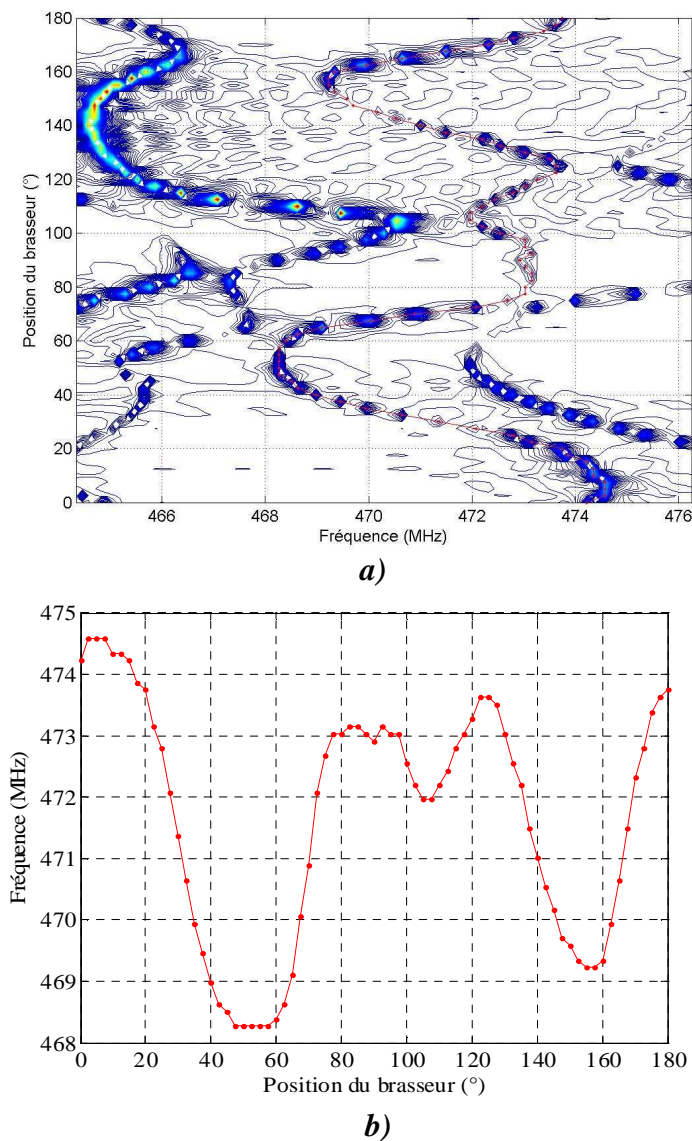 180
160
140
120
100
80
60
40
20
0
Position du brasseur (°)
466 468 470 472 474 476
Fréquence (MHz)
a)
475
474
473
472
471
470
469
468
Fréquence (MHz)
0 20 40 60 80 100 120 140 160 180
Position du brasseur (°)
b)